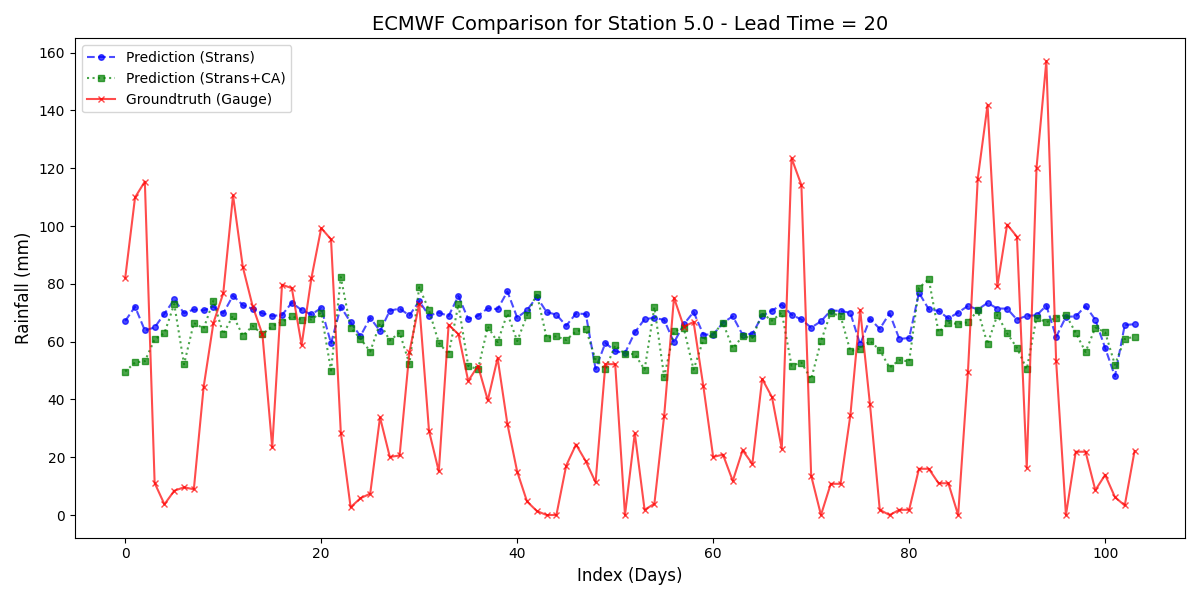 ECMWF Comparison for Station 5.0 - Lead Time = 20
Prediction (Strans)
Prediction (Strans+CA)
Groundtruth (Gauge)
Rainfall (mm)
160
140
120
100
80
60
40
20
0
0 20 40 60 80 100
Index (Days)